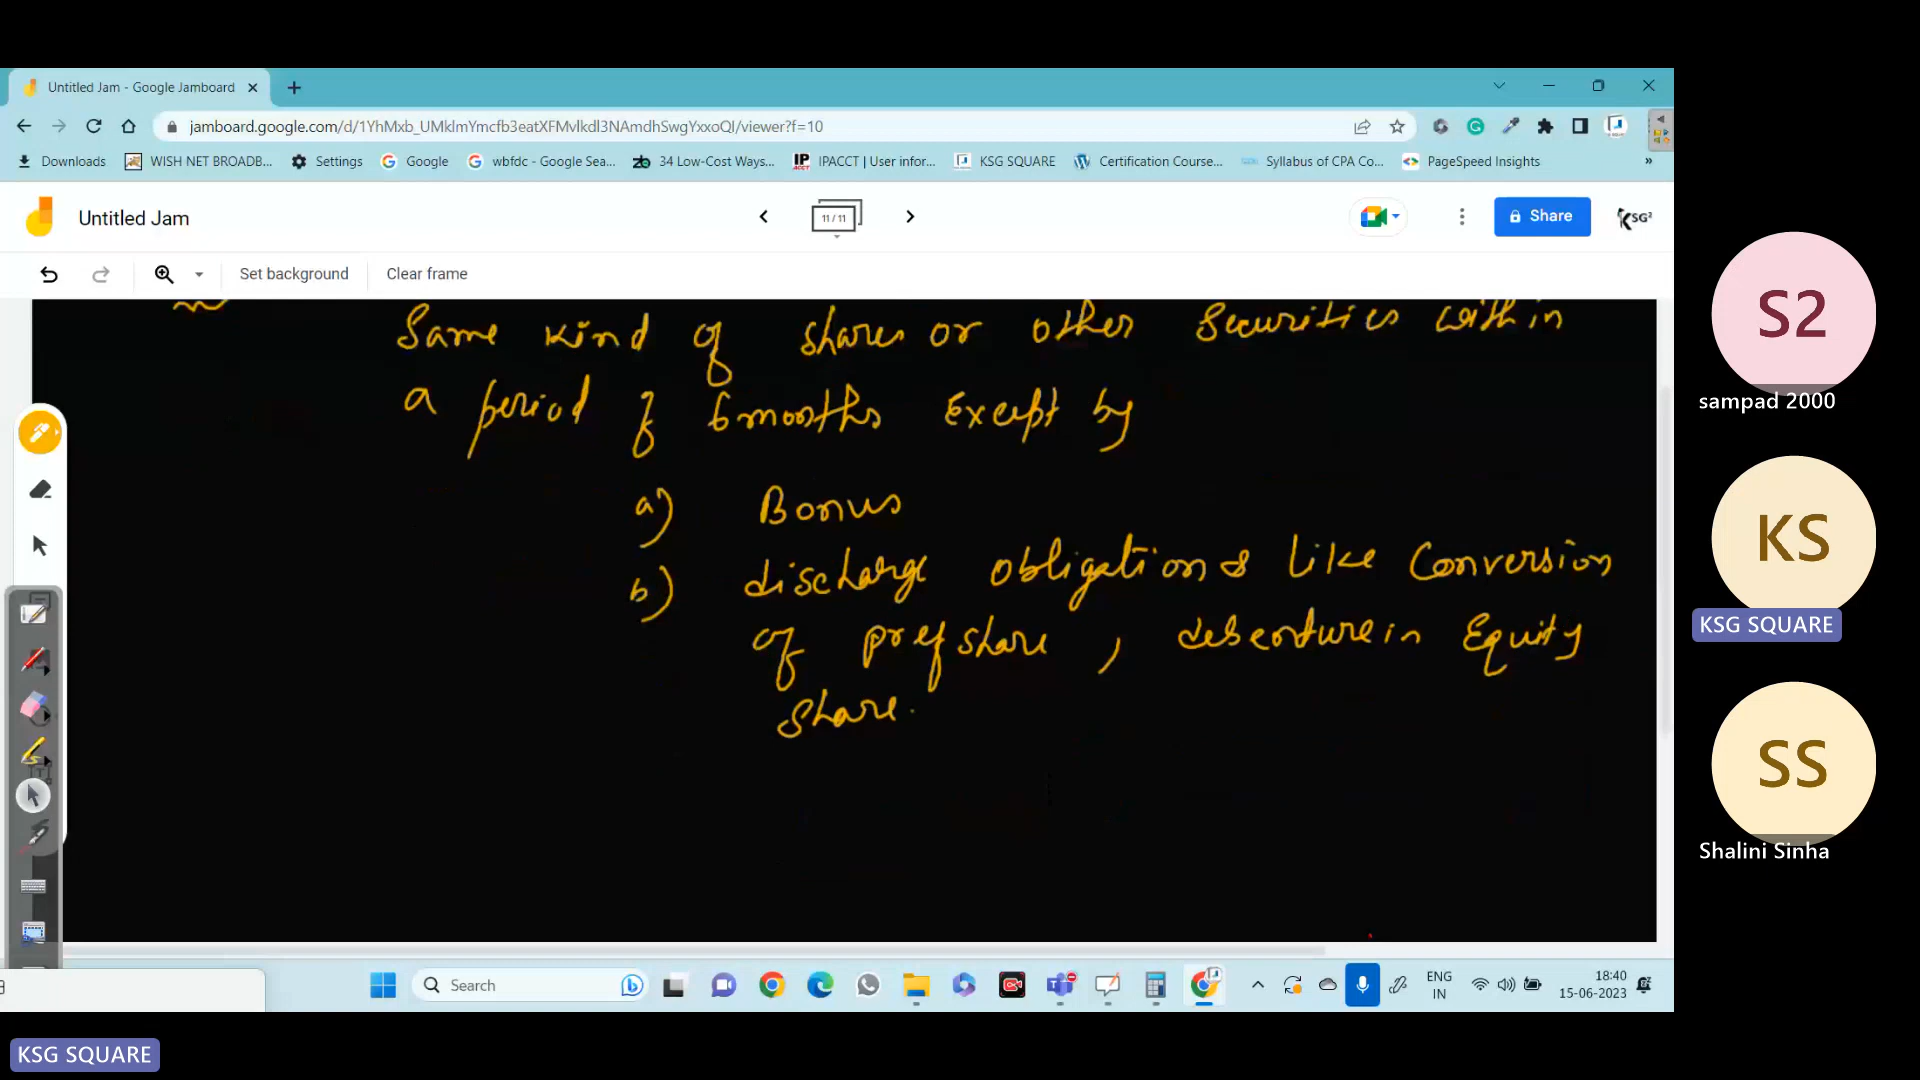 Untitled Jam - Google Jamboard
jamboard.google.com/d/1YhMxb_UMklmYmcfb3eatXFMvlkdl3NAmdhSwgYxxoQI/viewer?f=10
Downloads WISH NET BROADB... Settings Google wbfdc - Google Sea... 34 Low-Cost Ways... IPACCT | User infor... KSG SQUARE Certification Course... Syllabus of CPA Co... PageSpeed Insights »
Untitled Jam 11 / 11 Share KSG²
Set background Clear frame
Same kind of shares or other Securities within
a period of 6 months Except by
a) Bonus
b) discharge obligations like Conversion
of pref share , debenture in Equity
Share.
S2
sampad 2000
KS
KSG SQUARE
SS
Shalini Sinha
Search
ENG
IN
18:40
15-06-2023
KSG SQUARE